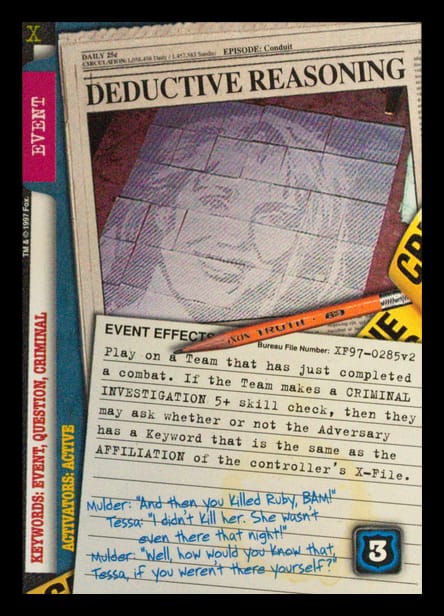 X
EVENT
TM & © 1997 Fox.
KEYWORDS: EVENT, QUESTION, CRIMINAL
ACTIVATORS: ACTIVE
DAILY 25¢
EPISODE: Conduit
CIRCULATION: 1,058,456 Daily / 1,457,583 Sunday
DEDUCTIVE REASONING
EVENT EFFECTS
TRUTH
Bureau File Number: XF97-0285v2
Play on a Team that has just completed
a combat. If the Team makes a CRIMINAL
INVESTIGATION 5+ skill check, then they
may ask whether or not the Adversary
has a Keyword that is the same as the
AFFILIATION of the controller's X-File.
Mulder: "And then you killed Ruby, BAM!"
Tessa: "I didn't kill her. She wasn't
even there that night!"
Mulder: "Well, how would you know that,
Tessa, if you weren't there yourself?"
3